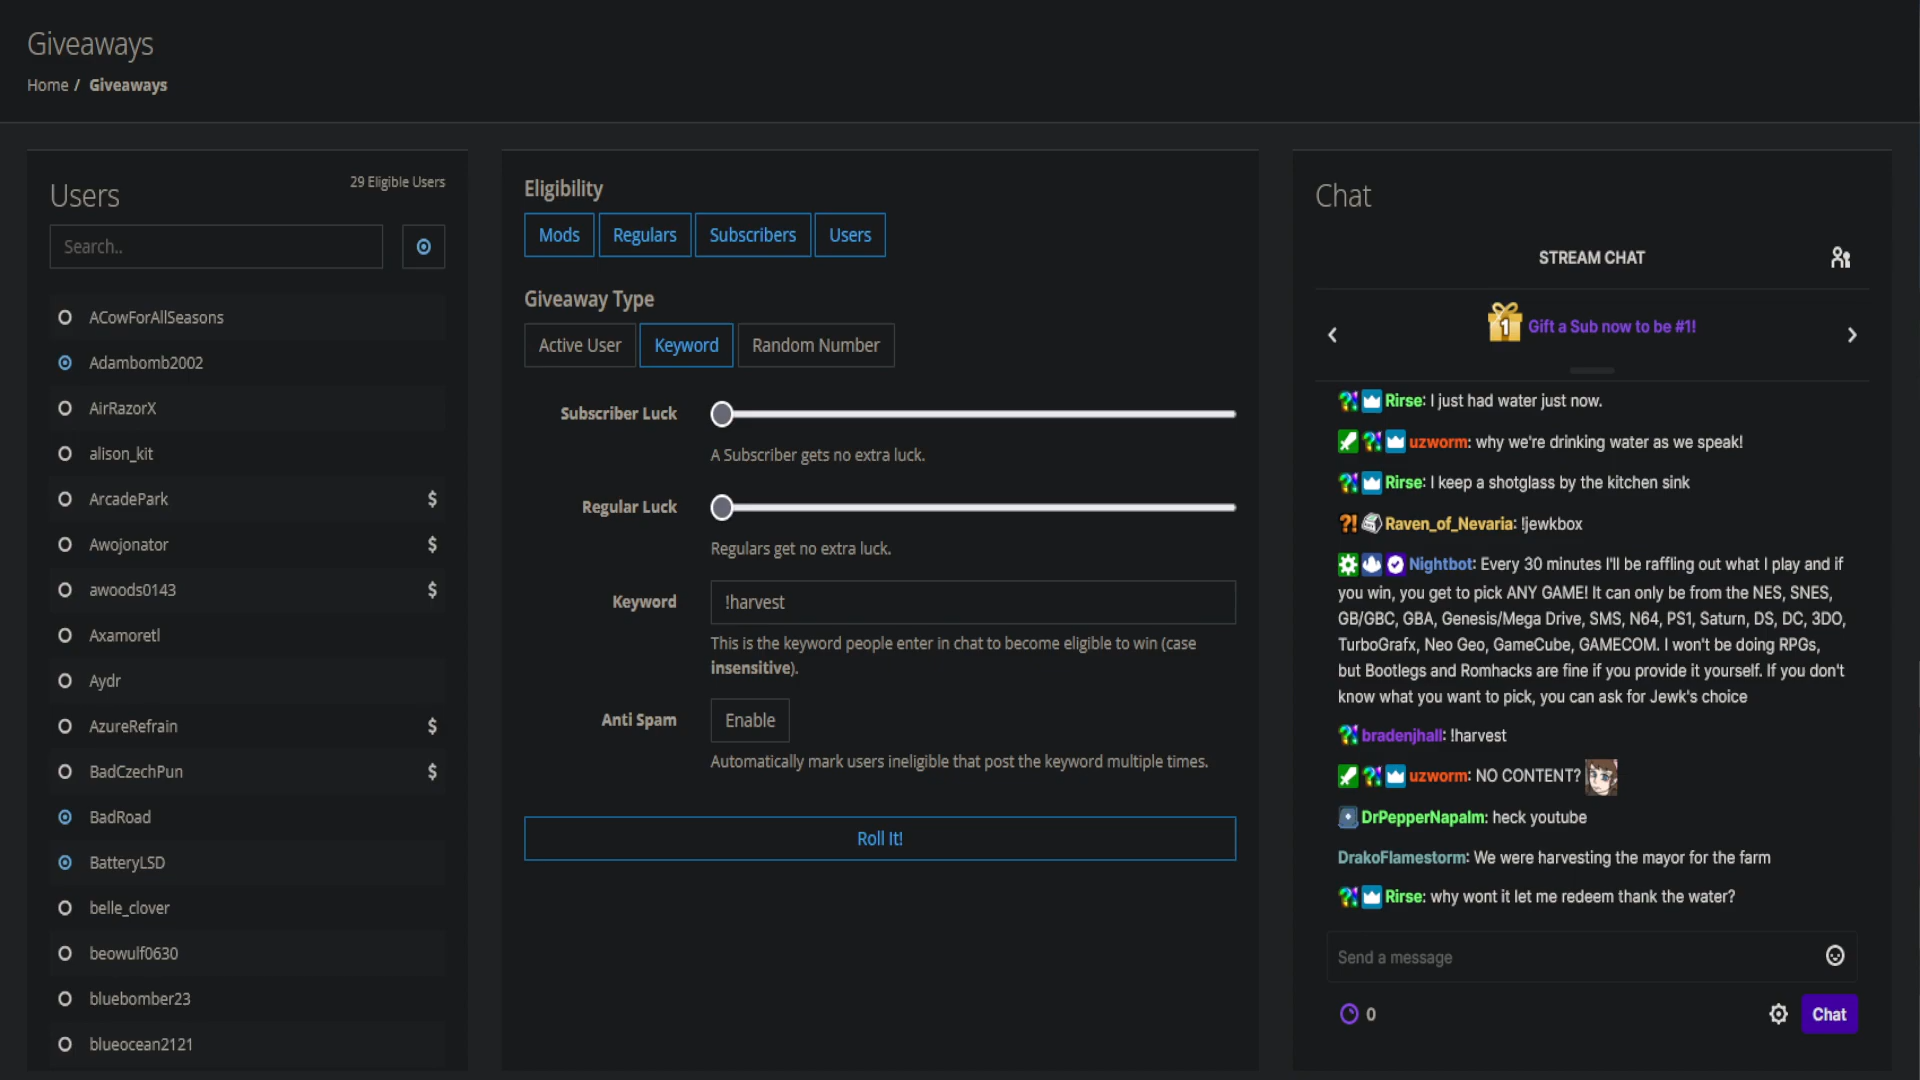 Giveaways
Home / Giveaways
Users
29 Eligible Users
Search..
ACowForAllSeasons
Adambomb2002
AirRazorX
alison_kit
ArcadePark $
Awojonator $
awoods0143 $
Axamoretl
Aydr
AzureRefrain $
BadCzechPun $
BadRoad
BatteryLSD
belle_clover
beowulf0630
bluebomber23
blueocean2121
Eligibility
Mods Regulars Subscribers Users
Giveaway Type
Active User Keyword Random Number
Subscriber Luck
A Subscriber gets no extra luck.
Regular Luck
Regulars get no extra luck.
Keyword !harvest
This is the keyword people enter in chat to become eligible to win (case
insensitive).
Anti Spam Enable
Automatically mark users ineligible that post the keyword multiple times.
Roll It!
Chat
STREAM CHAT
1 Gift a Sub now to be #1!
Rirse: I just had water just now.
uzworm: why we're drinking water as we speak!
Rirse: I keep a shotglass by the kitchen sink
?! Raven_of_Nevaria: !jewkbox
Nightbot: Every 30 minutes I'll be raffling out what I play and if
you win, you get to pick ANY GAME! It can only be from the NES, SNES,
GB/GBC, GBA, Genesis/Mega Drive, SMS, N64, PS1, Saturn, DS, DC, 3DO,
TurboGrafx, Neo Geo, GameCube, GAMECOM. I won't be doing RPGs,
but Bootlegs and Romhacks are fine if you provide it yourself. If you don't
know what you want to pick, you can ask for Jewk's choice
bradenjhall: !harvest
uzworm: NO CONTENT?
DrPepperNapalm: heck youtube
DrakoFlamestorm: We were harvesting the mayor for the farm
Rirse: why wont it let me redeem thank the water?
Send a message
0
Chat